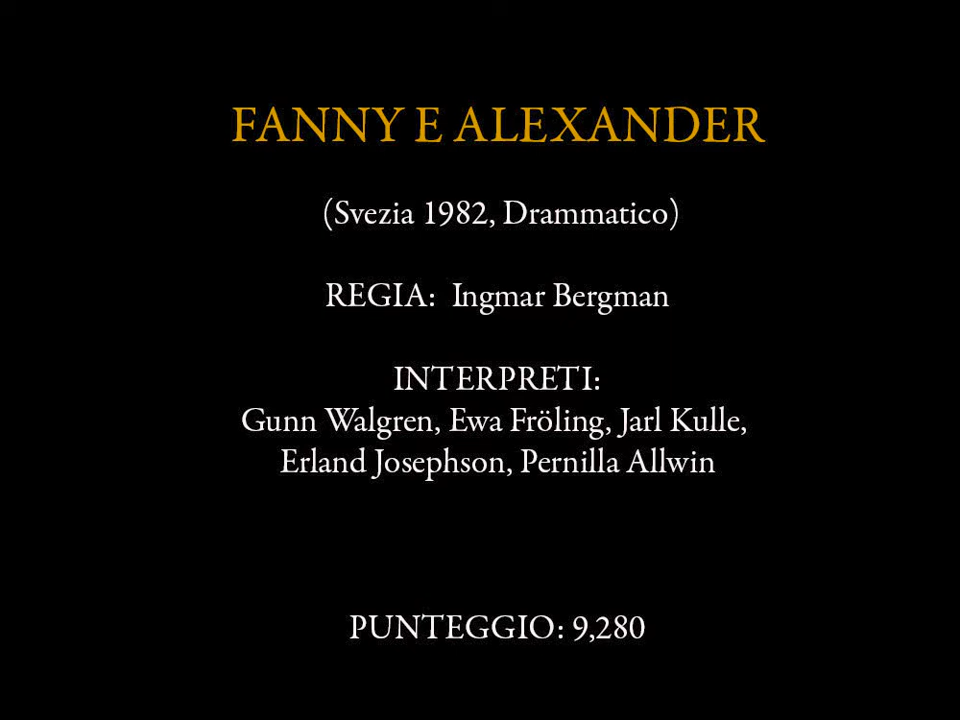 FANNY E ALEXANDER
(Svezia 1982, Drammatico)
REGIA: Ingmar Bergman
INTERPRETI:
Gunn Walgren, Ewa Fröling, Jarl Kulle,
Erland Josephson, Pernilla Allwin
PUNTEGGIO: 9,280